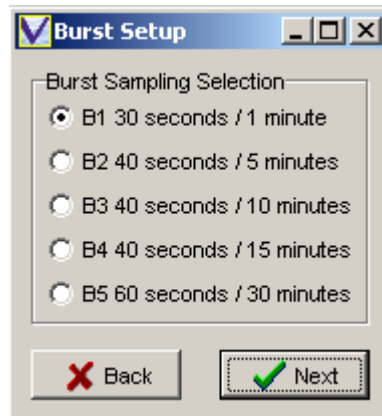 Burst Setup
Burst Sampling Selection
B1 30 seconds / 1 minute
B2 40 seconds / 5 minutes
B3 40 seconds / 10 minutes
B4 40 seconds / 15 minutes
B5 60 seconds / 30 minutes
Back Next